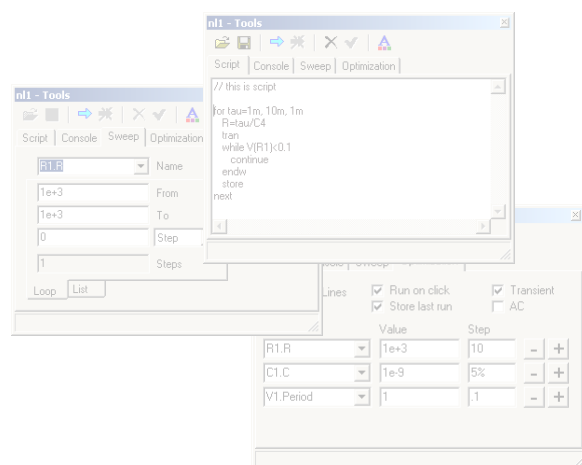 nl1 - Tools
Script Console Sweep Optimization
// this is script
for tau=1m, 10m, 1m
R=tau/C4
tran
while V(R1)<0.1
continue
endw
store
next
nl1 - Tools
Script Console Sweep Optimization
R1.R Name
1e+3 From
1e+3 To
0 Step
1 Steps
Loop List
Lines Run on click Transient
Store last run AC
Value Step
R1.R 1e+3 10 - +
C1.C 1e-9 5% - +
V1.Period 1 .1 - +